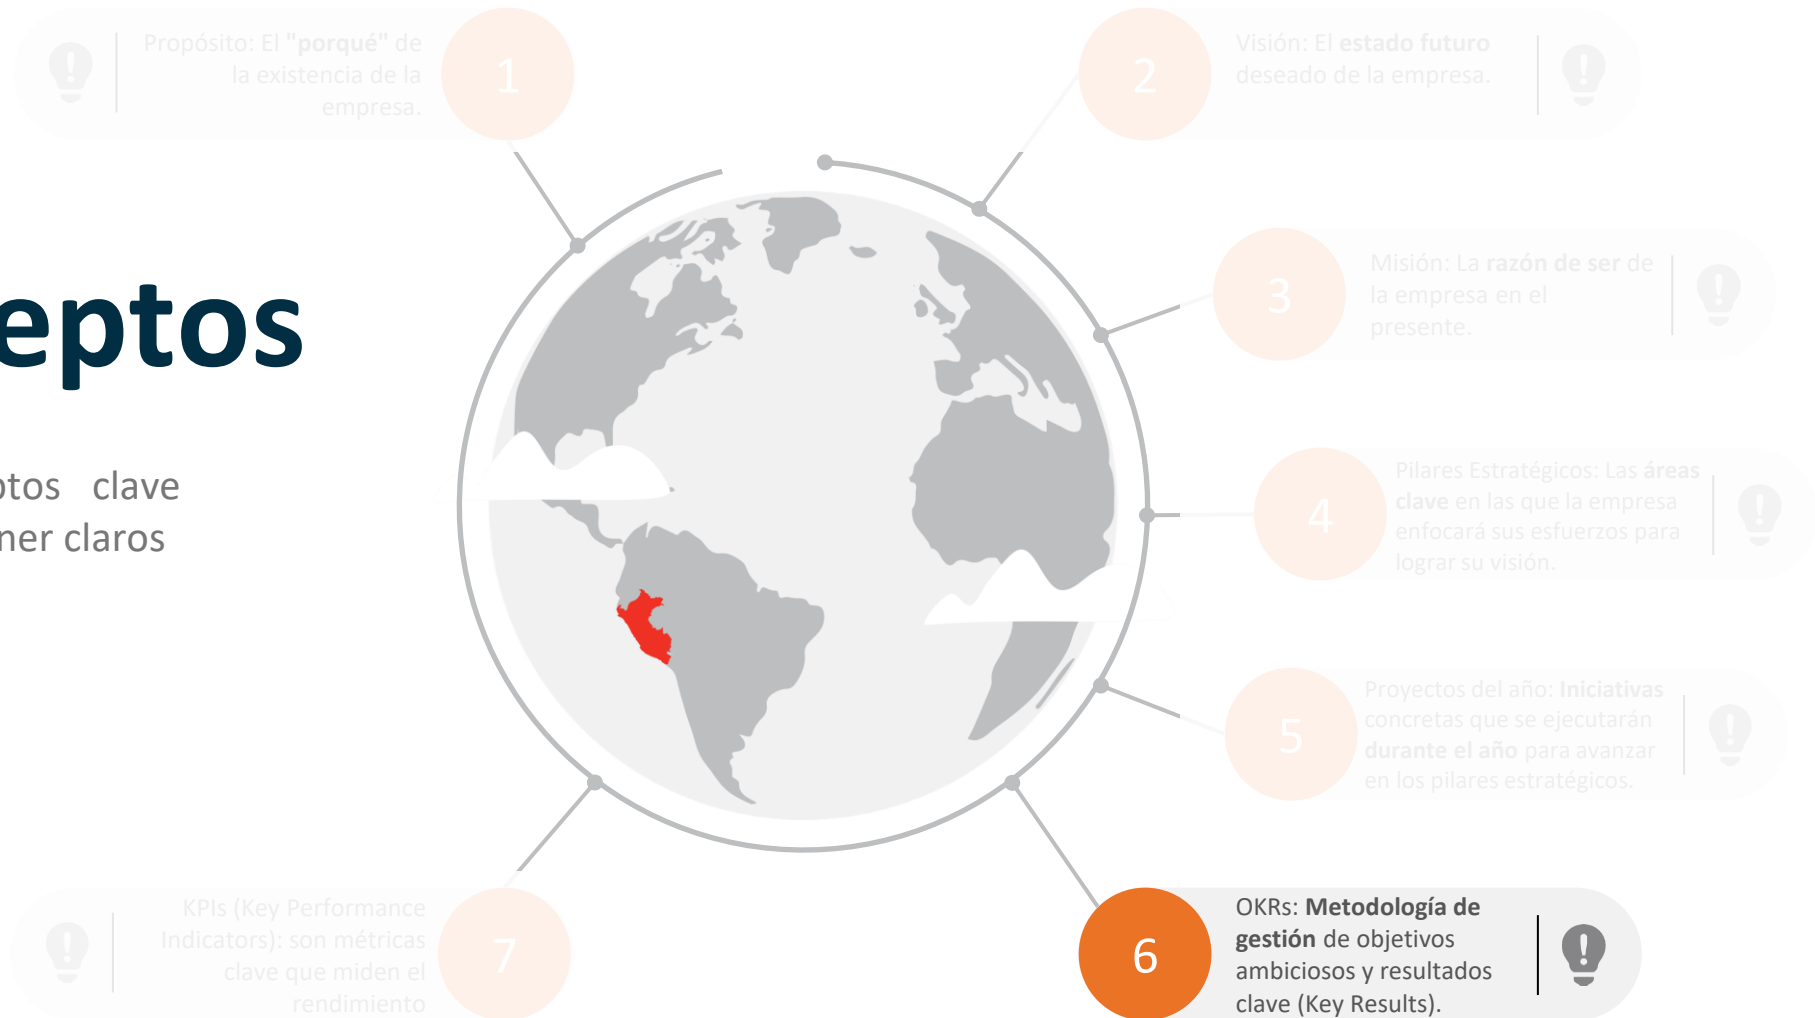 Propósito: El "porqué" de
la existencia de la
empresa.
1
2
Visión: El estado futuro
deseado de la empresa.
3
Misión: La razón de ser de
la empresa en el
presente.
eptos
ptos clave
ner claros
4
Pilares Estratégicos: Las áreas
clave en las que la empresa
enfocará sus esfuerzos para
lograr su visión.
5
Proyectos del año: Iniciativas
concretas que se ejecutarán
durante el año para avanzar
en los pilares estratégicos.
6
OKRs: Metodología de
gestión de objetivos
ambiciosos y resultados
clave (Key Results).
KPIs (Key Performance
Indicators): son métricas
clave que miden el
rendimiento
7